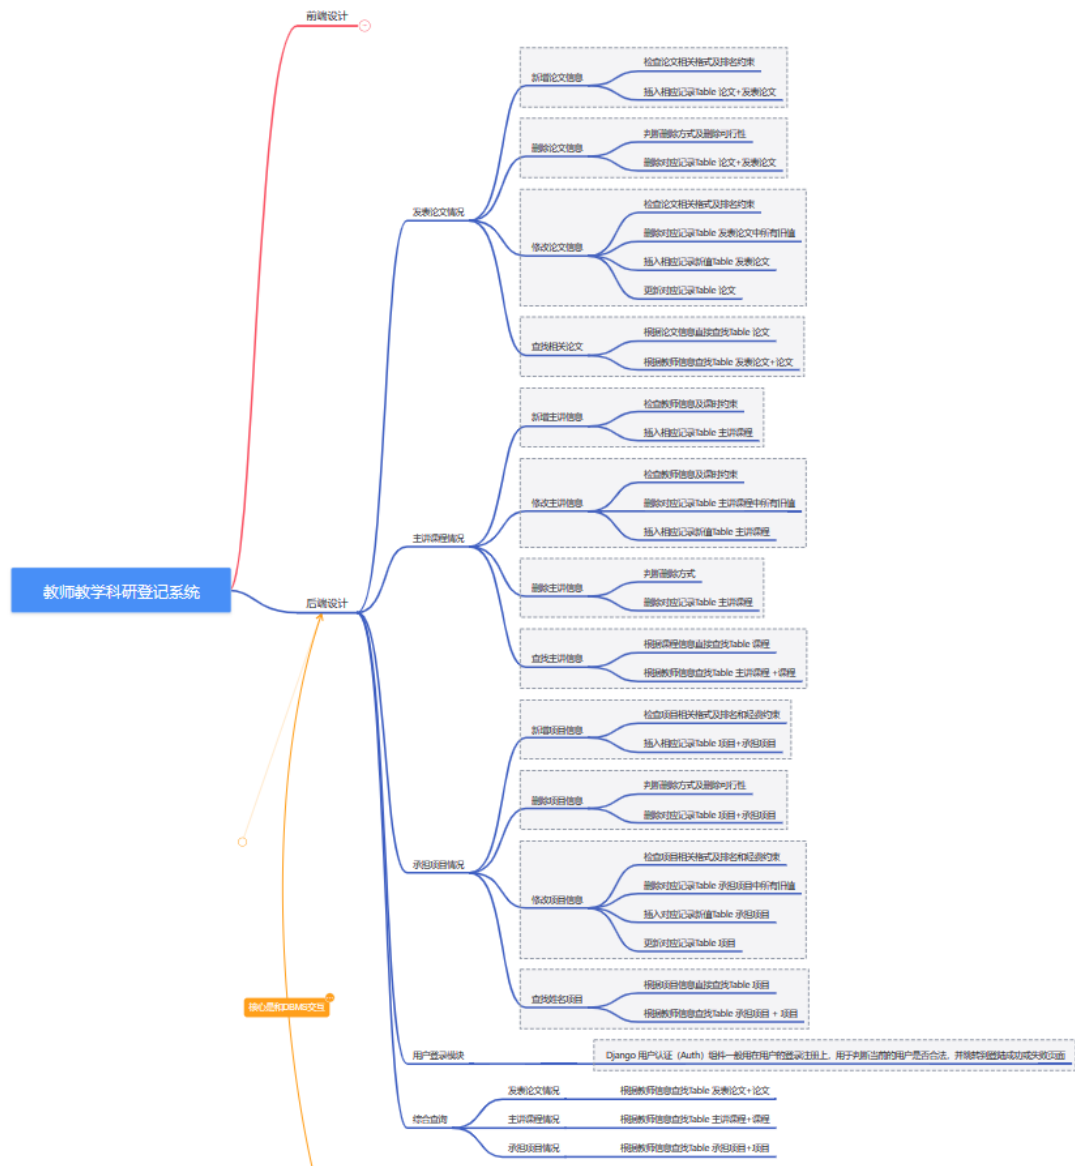 前端设计
新增论文信息
检查论文相关格式及排名约束
插入相应记录Table 论文+发表论文
删除论文信息
判断删除方式及删除可行性
删除对应记录Table 论文+发表论文
发表论文情况
修改论文信息
检查论文相关格式及排名约束
删除对应记录Table 发表论文中所有旧值
插入相应记录新值Table 发表论文
更新对应记录Table 论文
查找相关论文
根据论文信息直接查找Table 论文
根据教师信息查找Table 发表论文+论文
新增主讲信息
检查教师信息及课时约束
插入相应记录Table 主讲课程
主讲课程情况
修改主讲信息
检查教师信息及课时约束
删除对应记录Table 主讲课程中所有旧值
插入相应记录新值Table 主讲课程
删除主讲信息
判断删除方式
删除对应记录Table 主讲课程
查找主讲信息
根据课程信息直接查找Table 课程
根据教师信息查找Table 主讲课程 +课程
教师教学科研登记系统
后端设计
新增项目信息
检查项目相关格式及排名和经费约束
插入相应记录Table 项目+承担项目
删除项目信息
判断删除方式及删除可行性
删除对应记录Table 项目+承担项目
承担项目情况
修改项目信息
检查项目相关格式及排名和经费约束
删除对应记录Table 承担项目中所有旧值
插入对应记录新值Table 承担项目
更新对应记录Table 项目
查找姓名项目
根据项目信息直接查找Table 项目
根据教师信息查找Table 承担项目 + 项目
核心是和DBMS交互
用户登录模块
Django 用户认证（Auth）组件一般用在用户的登录注册上，用于判断当前的用户是否合法，并跳转到登陆成功或失败页面
综合查询
发表论文情况
根据教师信息查找Table 发表论文+论文
主讲课程情况
根据教师信息查找Table 主讲课程+课程
承担项目情况
根据教师信息查找Table 承担项目+项目